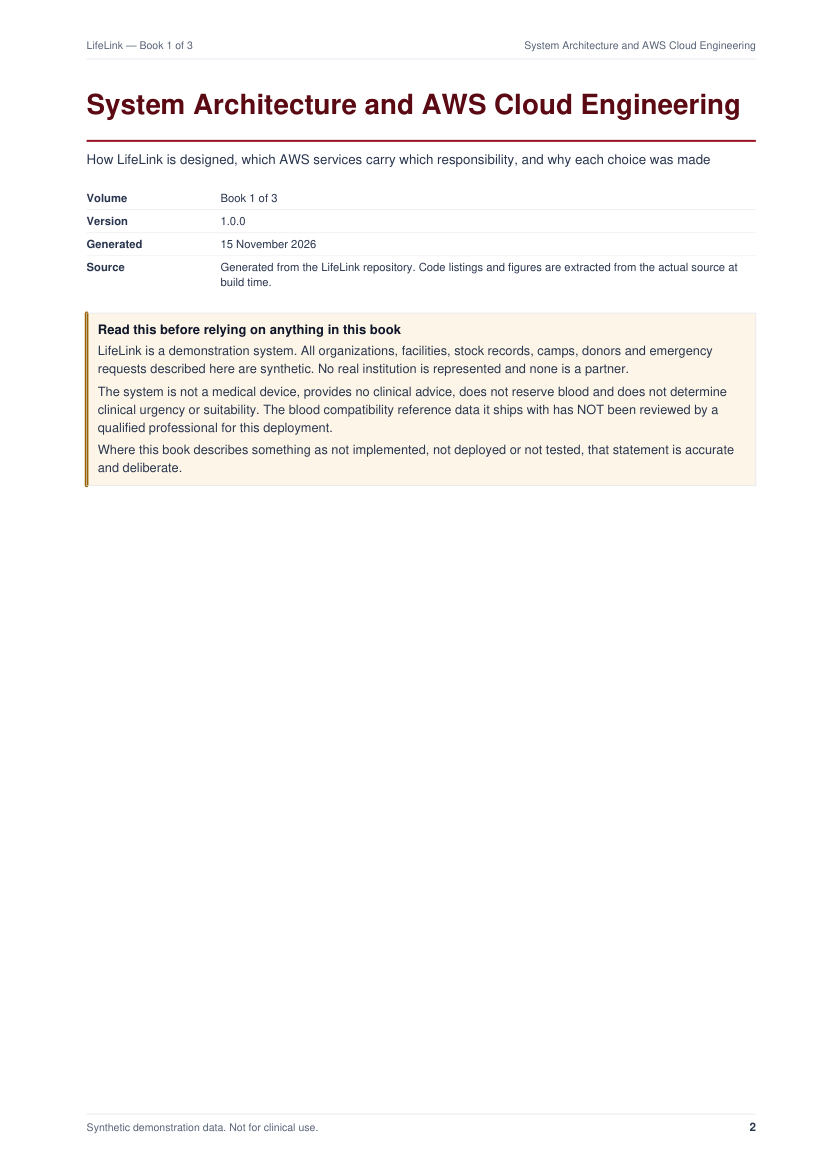 LifeLink — Book 1 of 3
System Architecture and AWS Cloud Engineering
System Architecture and AWS Cloud Engineering
How LifeLink is designed, which AWS services carry which responsibility, and why each choice was made
Volume Book 1 of 3
Version 1.0.0
Generated 15 November 2026
Source Generated from the LifeLink repository. Code listings and figures are extracted from the actual source at
build time.
Read this before relying on anything in this book
LifeLink is a demonstration system. All organizations, facilities, stock records, camps, donors and emergency
requests described here are synthetic. No real institution is represented and none is a partner.
The system is not a medical device, provides no clinical advice, does not reserve blood and does not determine
clinical urgency or suitability. The blood compatibility reference data it ships with has NOT been reviewed by a
qualified professional for this deployment.
Where this book describes something as not implemented, not deployed or not tested, that statement is accurate
and deliberate.
Synthetic demonstration data. Not for clinical use.
2